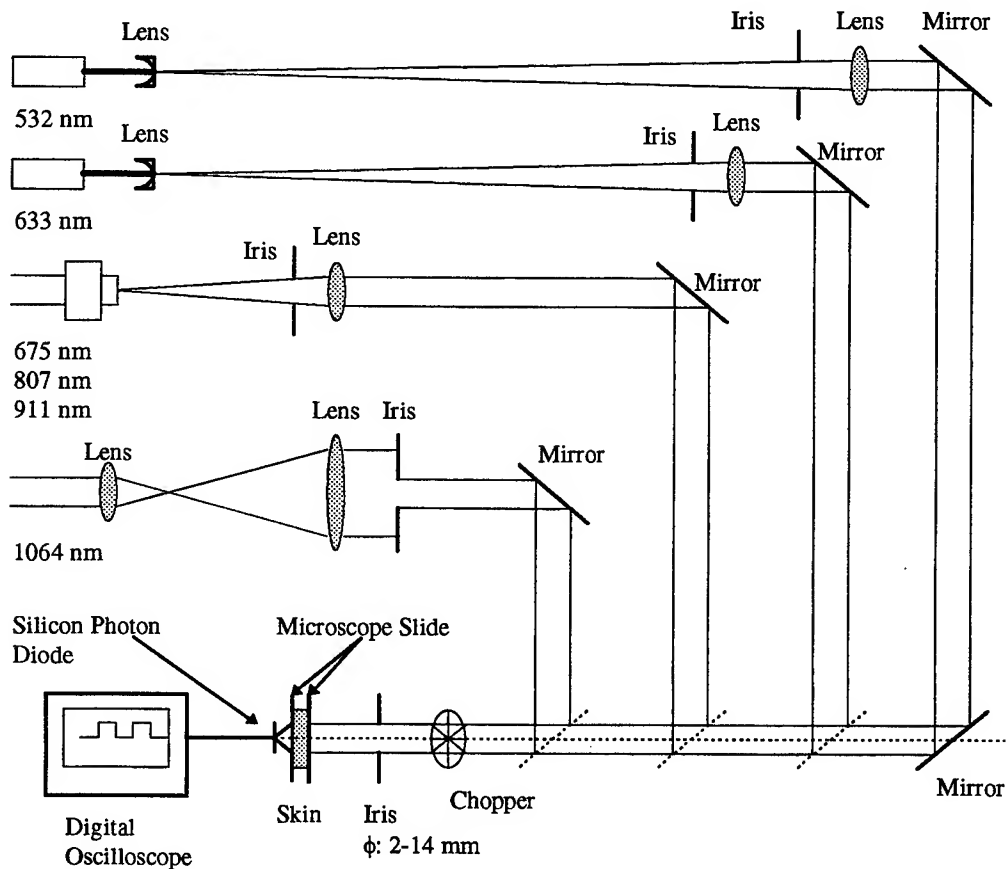 Iris
Lens
Mirror
Lens
532 nm
Lens
Iris
Lens
Mirror
633 nm
Iris
Lens
Mirror
675 nm
807 nm
911 nm
Lens
Iris
Lens
Mirror
1064 nm
Silicon Photon
Diode
Microscope Slide
Skin
Iris
ϕ: 2-14 mm
Chopper
Mirror
Digital
Oscilloscope